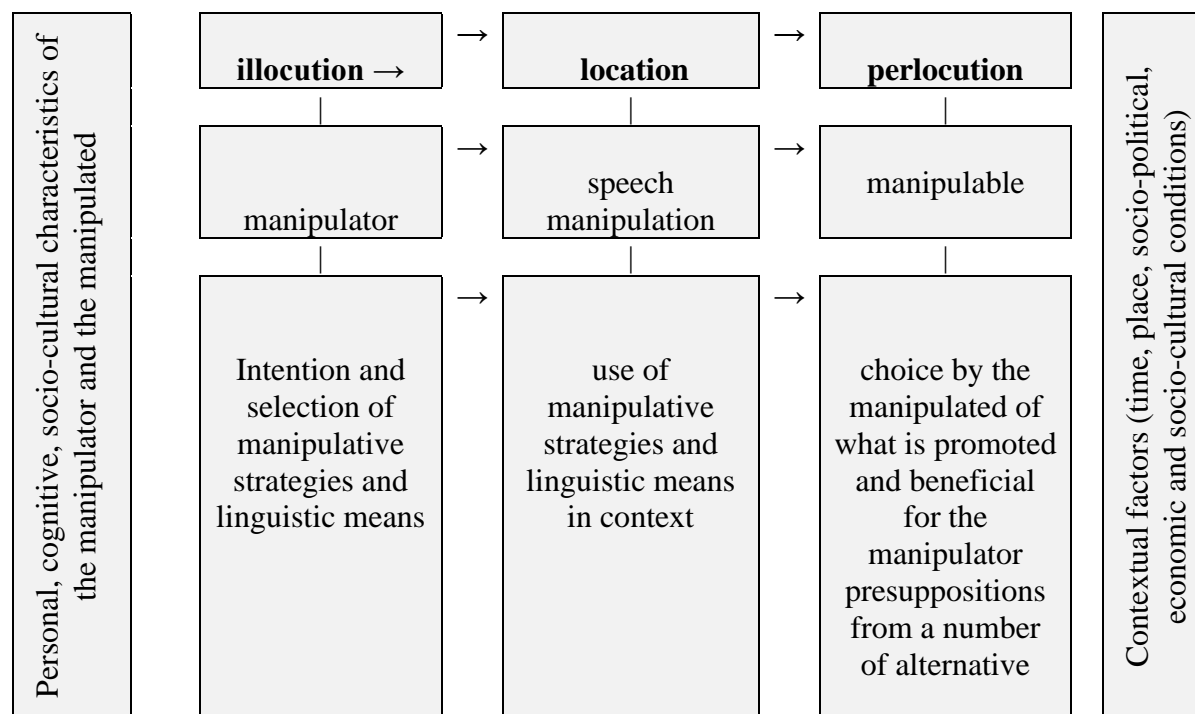 Personal, cognitive, socio-cultural characteristics of
the manipulator and the manipulated
→ →
illocution → location perlocution
| | |
→ →
manipulator
speech
manipulation
manipulable
| | |
→ →
Intention and
selection of
manipulative
strategies and
linguistic means
use of
manipulative
strategies and
linguistic means
in context
choice by the
manipulated of
what is promoted
and beneficial
for the
manipulator
presuppositions
from a number
of alternative
Contextual factors (time, place, socio-political,
economic and socio-cultural conditions)